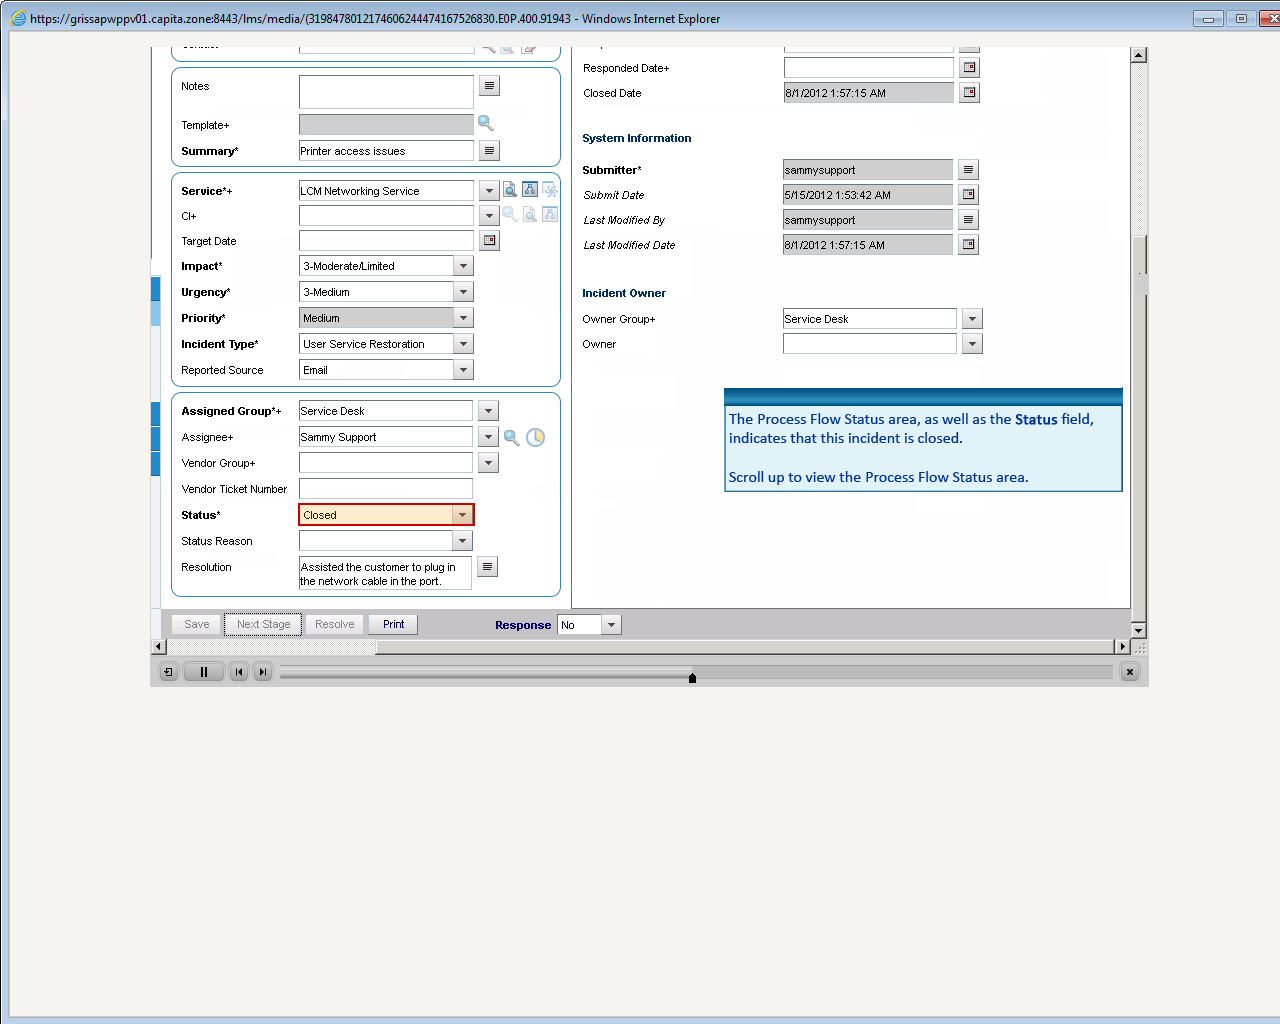 https://grissapwppv01.capita.zone:8443/lms/media/(3198478012174606244474167526830.E0P.400.91943 - Windows Internet Explorer
Notes
Template+
Summary* Printer access issues
Service*+ LCM Networking Service
CI+
Target Date
Impact* 3-Moderate/Limited
Urgency* 3-Medium
Priority* Medium
Incident Type* User Service Restoration
Reported Source Email
Assigned Group*+ Service Desk
Assignee+ Sammy Support
Vendor Group+
Vendor Ticket Number
Status* Closed
Status Reason
Resolution Assisted the customer to plug in
the network cable in the port.
Responded Date+
Closed Date 8/1/2012 1:57:15 AM
System Information
Submitter* sammysupport
Submit Date 5/15/2012 1:53:42 AM
Last Modified By sammysupport
Last Modified Date 8/1/2012 1:57:15 AM
Incident Owner
Owner Group+ Service Desk
Owner
The Process Flow Status area, as well as the Status field,
indicates that this incident is closed.
Scroll up to view the Process Flow Status area.
Save Next Stage Resolve Print Response No